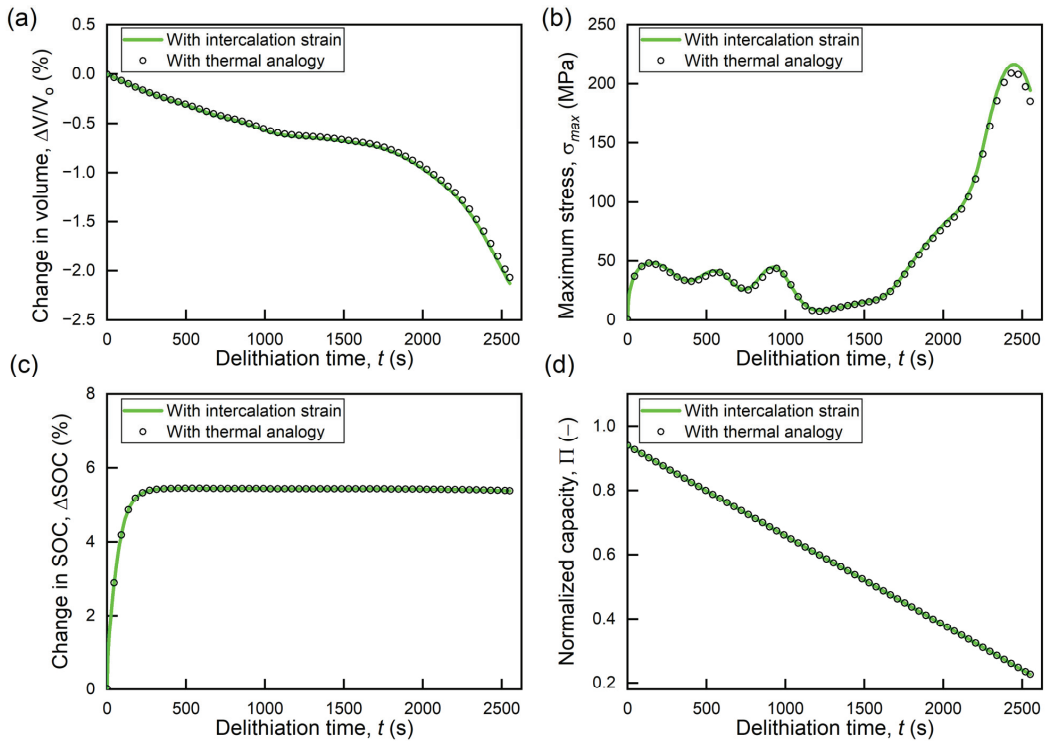 (a)
Change in volume, ΔV/Vo (%)
0.5
0.0
−0.5
−1.0
−1.5
−2.0
−2.5
With intercalation strain
With thermal analogy
0 500 1000 1500 2000 2500
Delithiation time, t (s)
(b)
Maximum stress, σmax (MPa)
250
200
150
100
50
0
With intercalation strain
With thermal analogy
0 500 1000 1500 2000 2500
Delithiation time, t (s)
(c)
Change in SOC, ΔSOC (%)
8
6
4
2
0
With intercalation strain
With thermal analogy
0 500 1000 1500 2000 2500
Delithiation time, t (s)
(d)
Normalized capacity, Π (−)
1.0
0.8
0.6
0.4
0.2
With intercalation strain
With thermal analogy
0 500 1000 1500 2000 2500
Delithiation time, t (s)